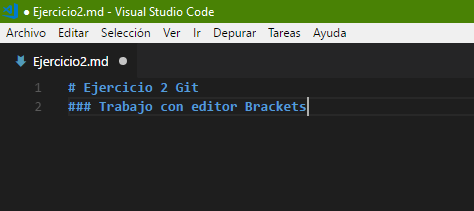 ● Ejercicio2.md - Visual Studio Code
Archivo Editar Selección Ver Ir Depurar Tareas Ayuda
Ejercicio2.md ●
1 # Ejercicio 2 Git
2 ### Trabajo con editor Brackets